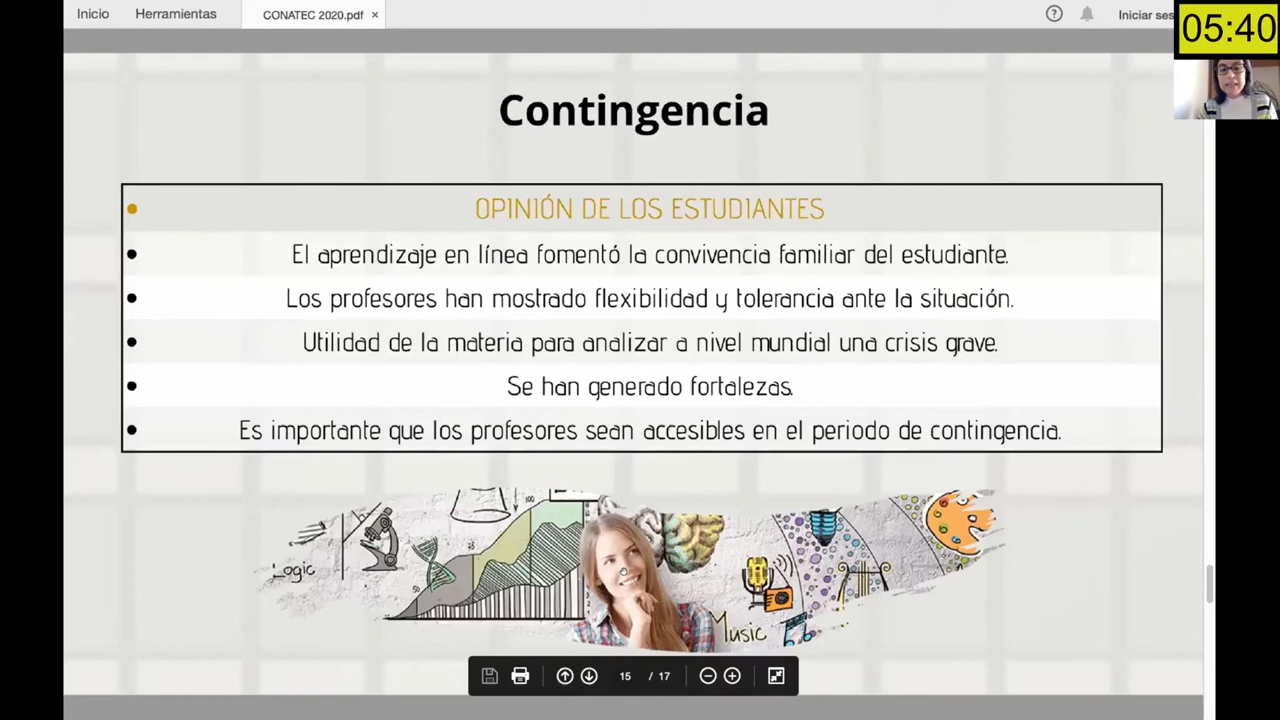 Inicio Herramientas CONATEC 2020.pdf × ? Iniciar ses
05:40
Contingencia
• OPINIÓN DE LOS ESTUDIANTES
• El aprendizaje en línea fomentó la convivencia familiar del estudiante.
• Los profesores han mostrado flexibilidad y tolerancia ante la situación.
• Utilidad de la materia para analizar a nivel mundial una crisis grave.
• Se han generado fortalezas.
• Es importante que los profesores sean accesibles en el periodo de contingencia.
100
Logic
Music
15 / 17